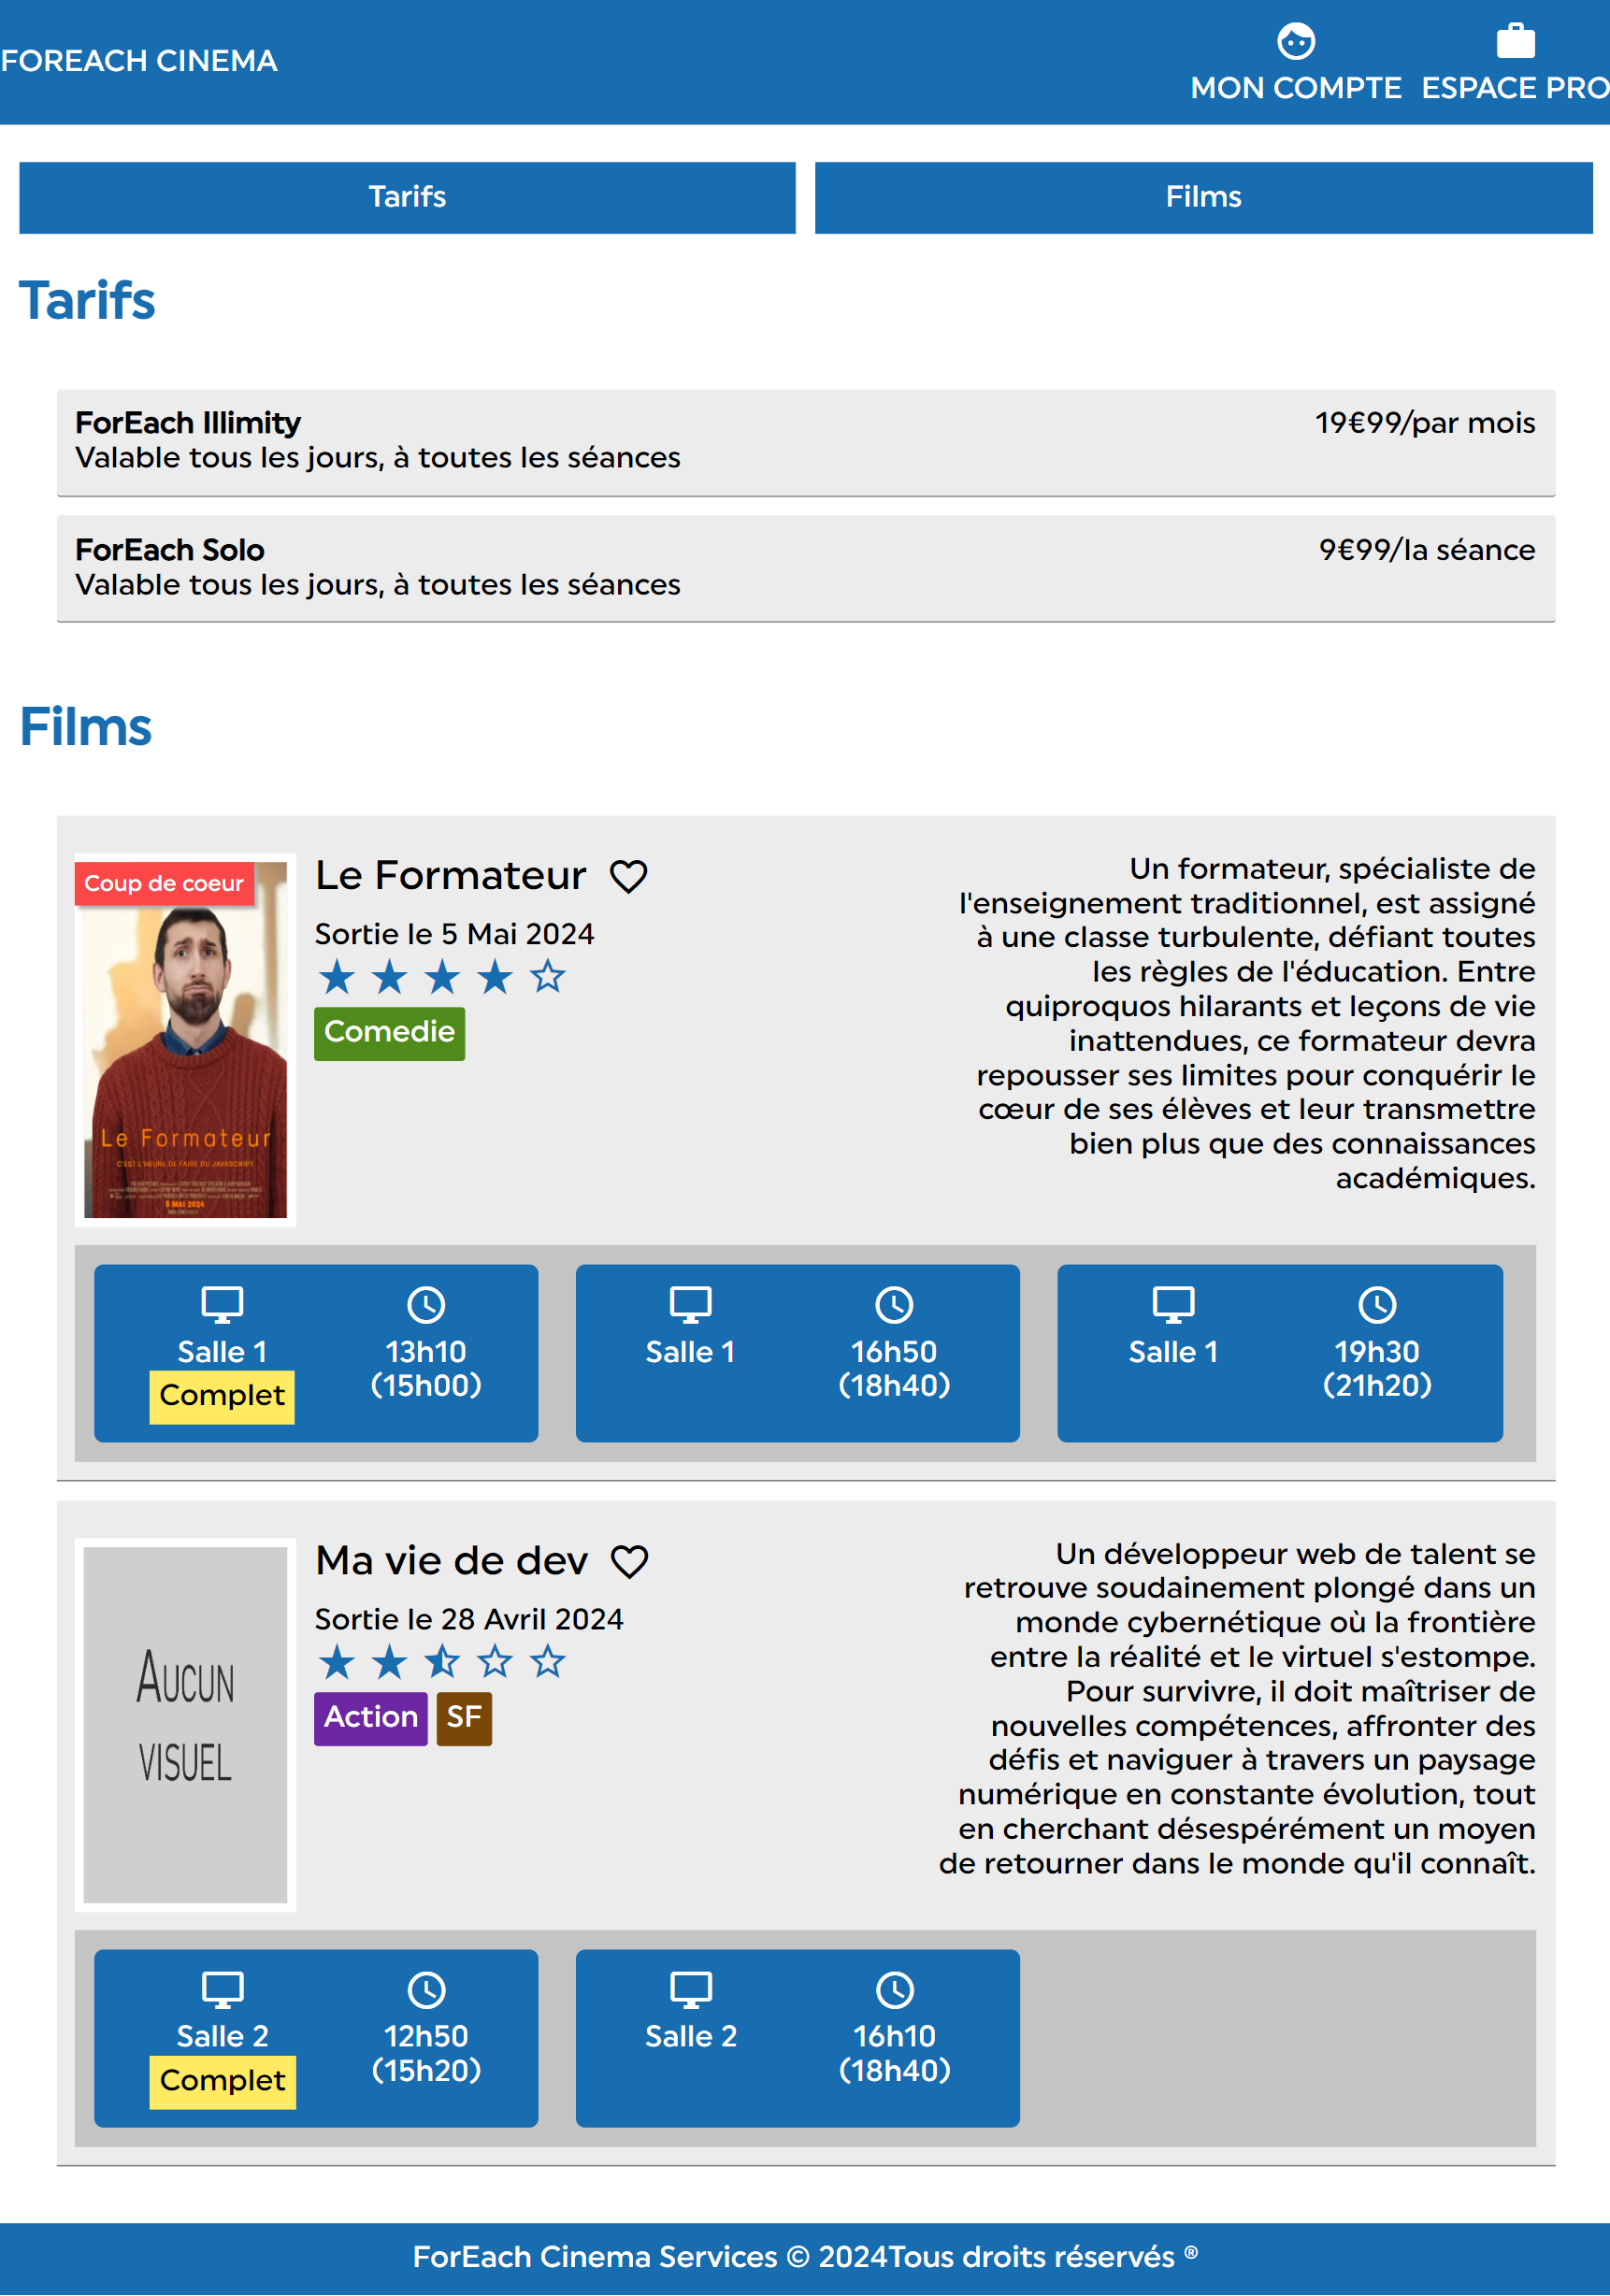 FOREACH CINEMA
MON COMPTE
ESPACE PRO
Tarifs
Films
Tarifs
ForEach Illimity
19€99/par mois
Valable tous les jours, à toutes les séances
ForEach Solo
9€99/la séance
Valable tous les jours, à toutes les séances
Films
Coup de coeur
Le Formateur
C'EST L'HEURE DE FAIRE DU JAVASCRIPT
5 MAI 2024
Le Formateur
Sortie le 5 Mai 2024
Comedie
Un formateur, spécialiste de
l'enseignement traditionnel, est assigné
à une classe turbulente, défiant toutes
les règles de l'éducation. Entre
quiproquos hilarants et leçons de vie
inattendues, ce formateur devra
repousser ses limites pour conquérir le
cœur de ses élèves et leur transmettre
bien plus que des connaissances
académiques.
Salle 1
Complet
13h10
(15h00)
Salle 1
16h50
(18h40)
Salle 1
19h30
(21h20)
AUCUN
VISUEL
Ma vie de dev
Sortie le 28 Avril 2024
Action
SF
Un développeur web de talent se
retrouve soudainement plongé dans un
monde cybernétique où la frontière
entre la réalité et le virtuel s'estompe.
Pour survivre, il doit maîtriser de
nouvelles compétences, affronter des
défis et naviguer à travers un paysage
numérique en constante évolution, tout
en cherchant désespérément un moyen
de retourner dans le monde qu'il connaît.
Salle 2
Complet
12h50
(15h20)
Salle 2
16h10
(18h40)
ForEach Cinema Services © 2024Tous droits réservés ®